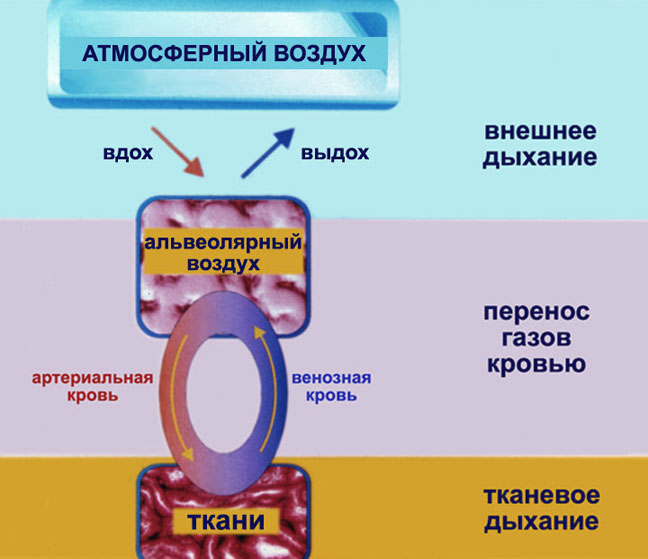 АТМОСФЕРНЫЙ ВОЗДУХ
вдох
выдох
внешнее
дыхание
альвеолярный
воздух
перенос
газов
кровью
артериальная
кровь
венозная
кровь
ткани
тканевое
дыхание